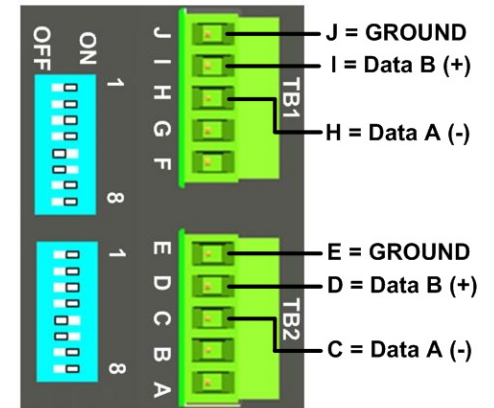 OFF
ON
1
8
J
I
H
G
F
TB1
J = GROUND
I = Data B (+)
H = Data A (-)
1
8
E
D
C
B
A
TB2
E = GROUND
D = Data B (+)
C = Data A (-)